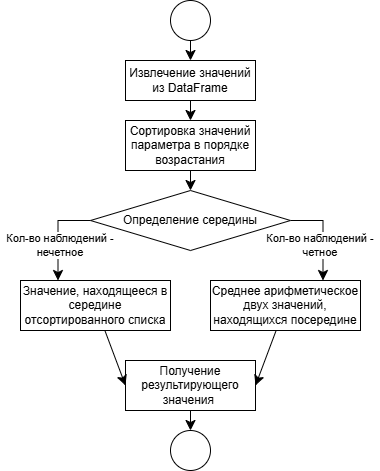 Извлечение значений
из DataFrame
Сортировка значений
параметра в порядке
возрастания
Определение середины
Кол-во наблюдений -
нечетное
Кол-во наблюдений -
четное
Значение, находящееся в
середине
отсортированного списка
Среднее арифметическое
двух значений,
находящихся посередине
Получение
результирующего
значения